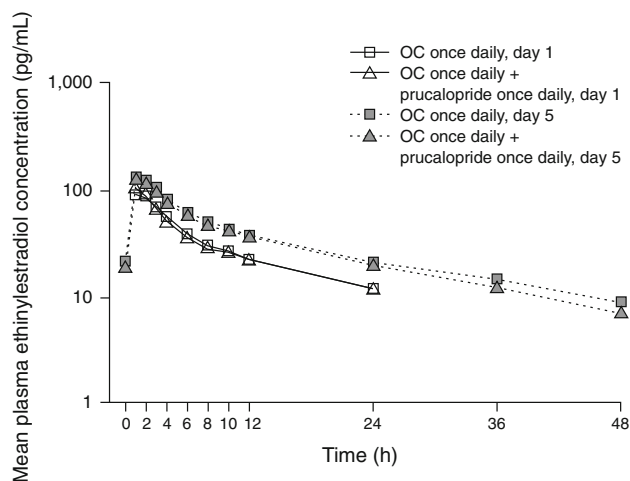 Mean plasma ethinylestradiol concentration (pg/mL)
1,000
100
10
1
OC once daily, day 1
OC once daily +
prucalopride once daily, day 1
OC once daily, day 5
OC once daily +
prucalopride once daily, day 5
0 2 4 6 8 10 12 24 36 48
Time (h)